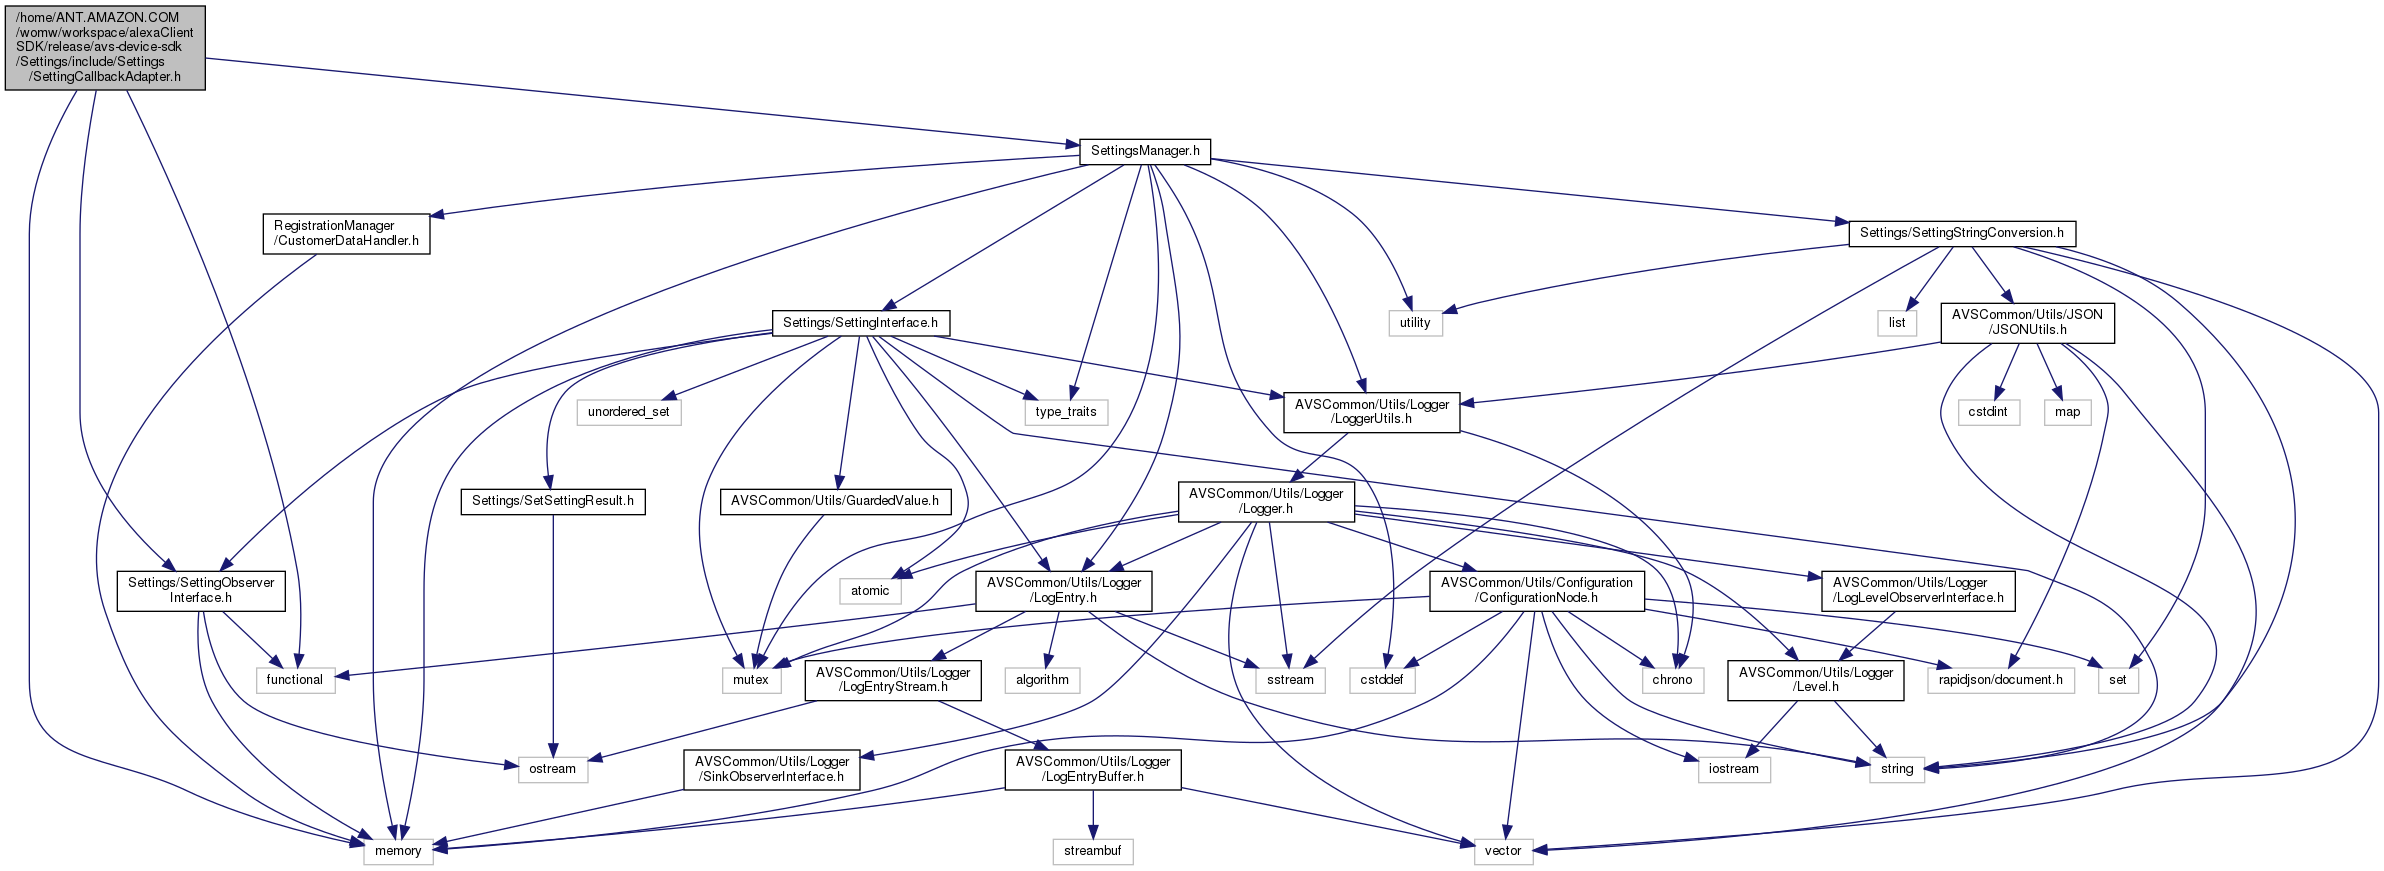 /home/ANT.AMAZON.COM
/womw/workspace/alexaClient
SDK/release/avs-device-sdk
/Settings/include/Settings
/SettingCallbackAdapter.h
SettingsManager.h
RegistrationManager
/CustomerDataHandler.h
Settings/SettingStringConversion.h
Settings/SettingInterface.h
utility
list
AVSCommon/Utils/JSON
/JSONUtils.h
unordered_set
type_traits
AVSCommon/Utils/Logger
/LoggerUtils.h
cstdint
map
Settings/SetSettingResult.h
AVSCommon/Utils/GuardedValue.h
AVSCommon/Utils/Logger
/Logger.h
Settings/SettingObserver
Interface.h
atomic
AVSCommon/Utils/Logger
/LogEntry.h
AVSCommon/Utils/Configuration
/ConfigurationNode.h
AVSCommon/Utils/Logger
/LogLevelObserverInterface.h
functional
mutex
AVSCommon/Utils/Logger
/LogEntryStream.h
algorithm
sstream
cstddef
chrono
AVSCommon/Utils/Logger
/Level.h
rapidjson/document.h
set
ostream
AVSCommon/Utils/Logger
/SinkObserverInterface.h
AVSCommon/Utils/Logger
/LogEntryBuffer.h
iostream
string
memory
streambuf
vector